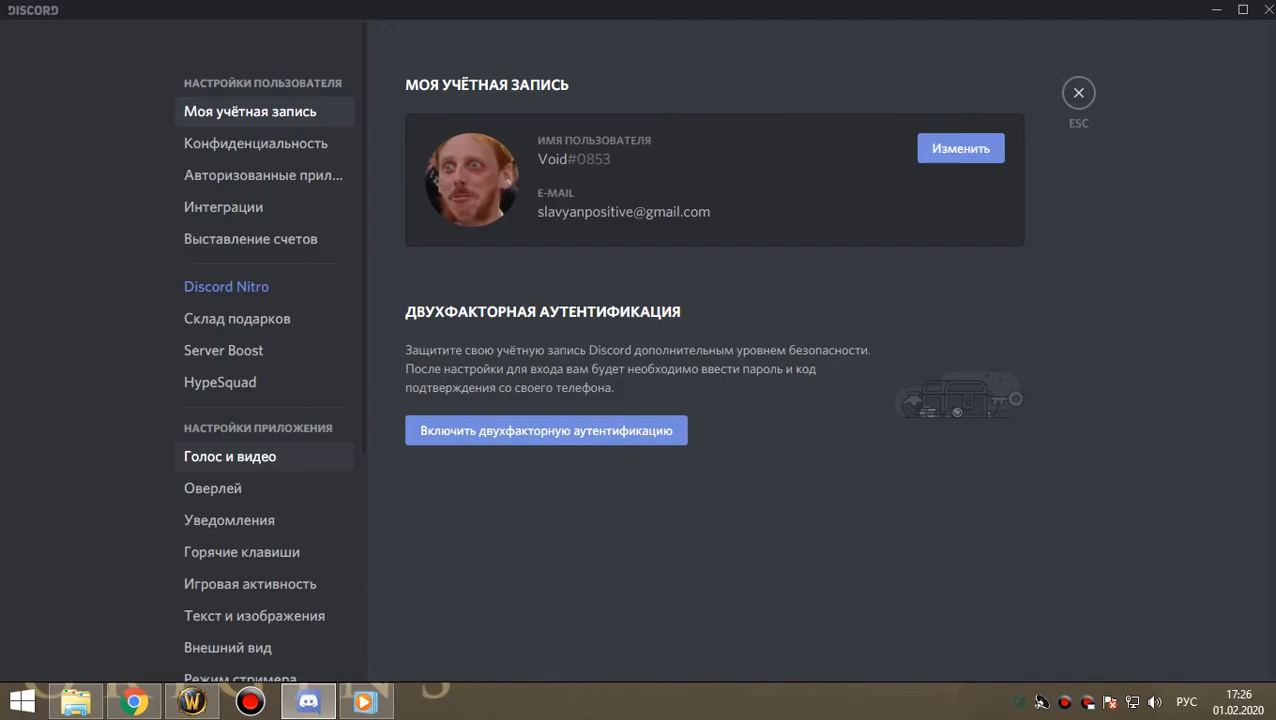 DISCORD
НАСТРОЙКИ ПОЛЬЗОВАТЕЛЯ
Моя учётная запись
Конфиденциальность
Авторизованные прил...
Интеграции
Выставление счетов
Discord Nitro
Склад подарков
Server Boost
HypeSquad
НАСТРОЙКИ ПРИЛОЖЕНИЯ
Голос и видео
Оверлей
Уведомления
Горячие клавиши
Игровая активность
Текст и изображения
Внешний вид
Режим стримера
МОЯ УЧЁТНАЯ ЗАПИСЬ
ИМЯ ПОЛЬЗОВАТЕЛЯ
Void#0853
Изменить
E-MAIL
slavyanpositive@gmail.com
ESC
ДВУХФАКТОРНАЯ АУТЕНТИФИКАЦИЯ
Защитите свою учётную запись Discord дополнительным уровнем безопасности.
После настройки для входа вам будет необходимо ввести пароль и код
подтверждения со своего телефона.
Включить двухфакторную аутентификацию
РУС
17:26
01.02.2020